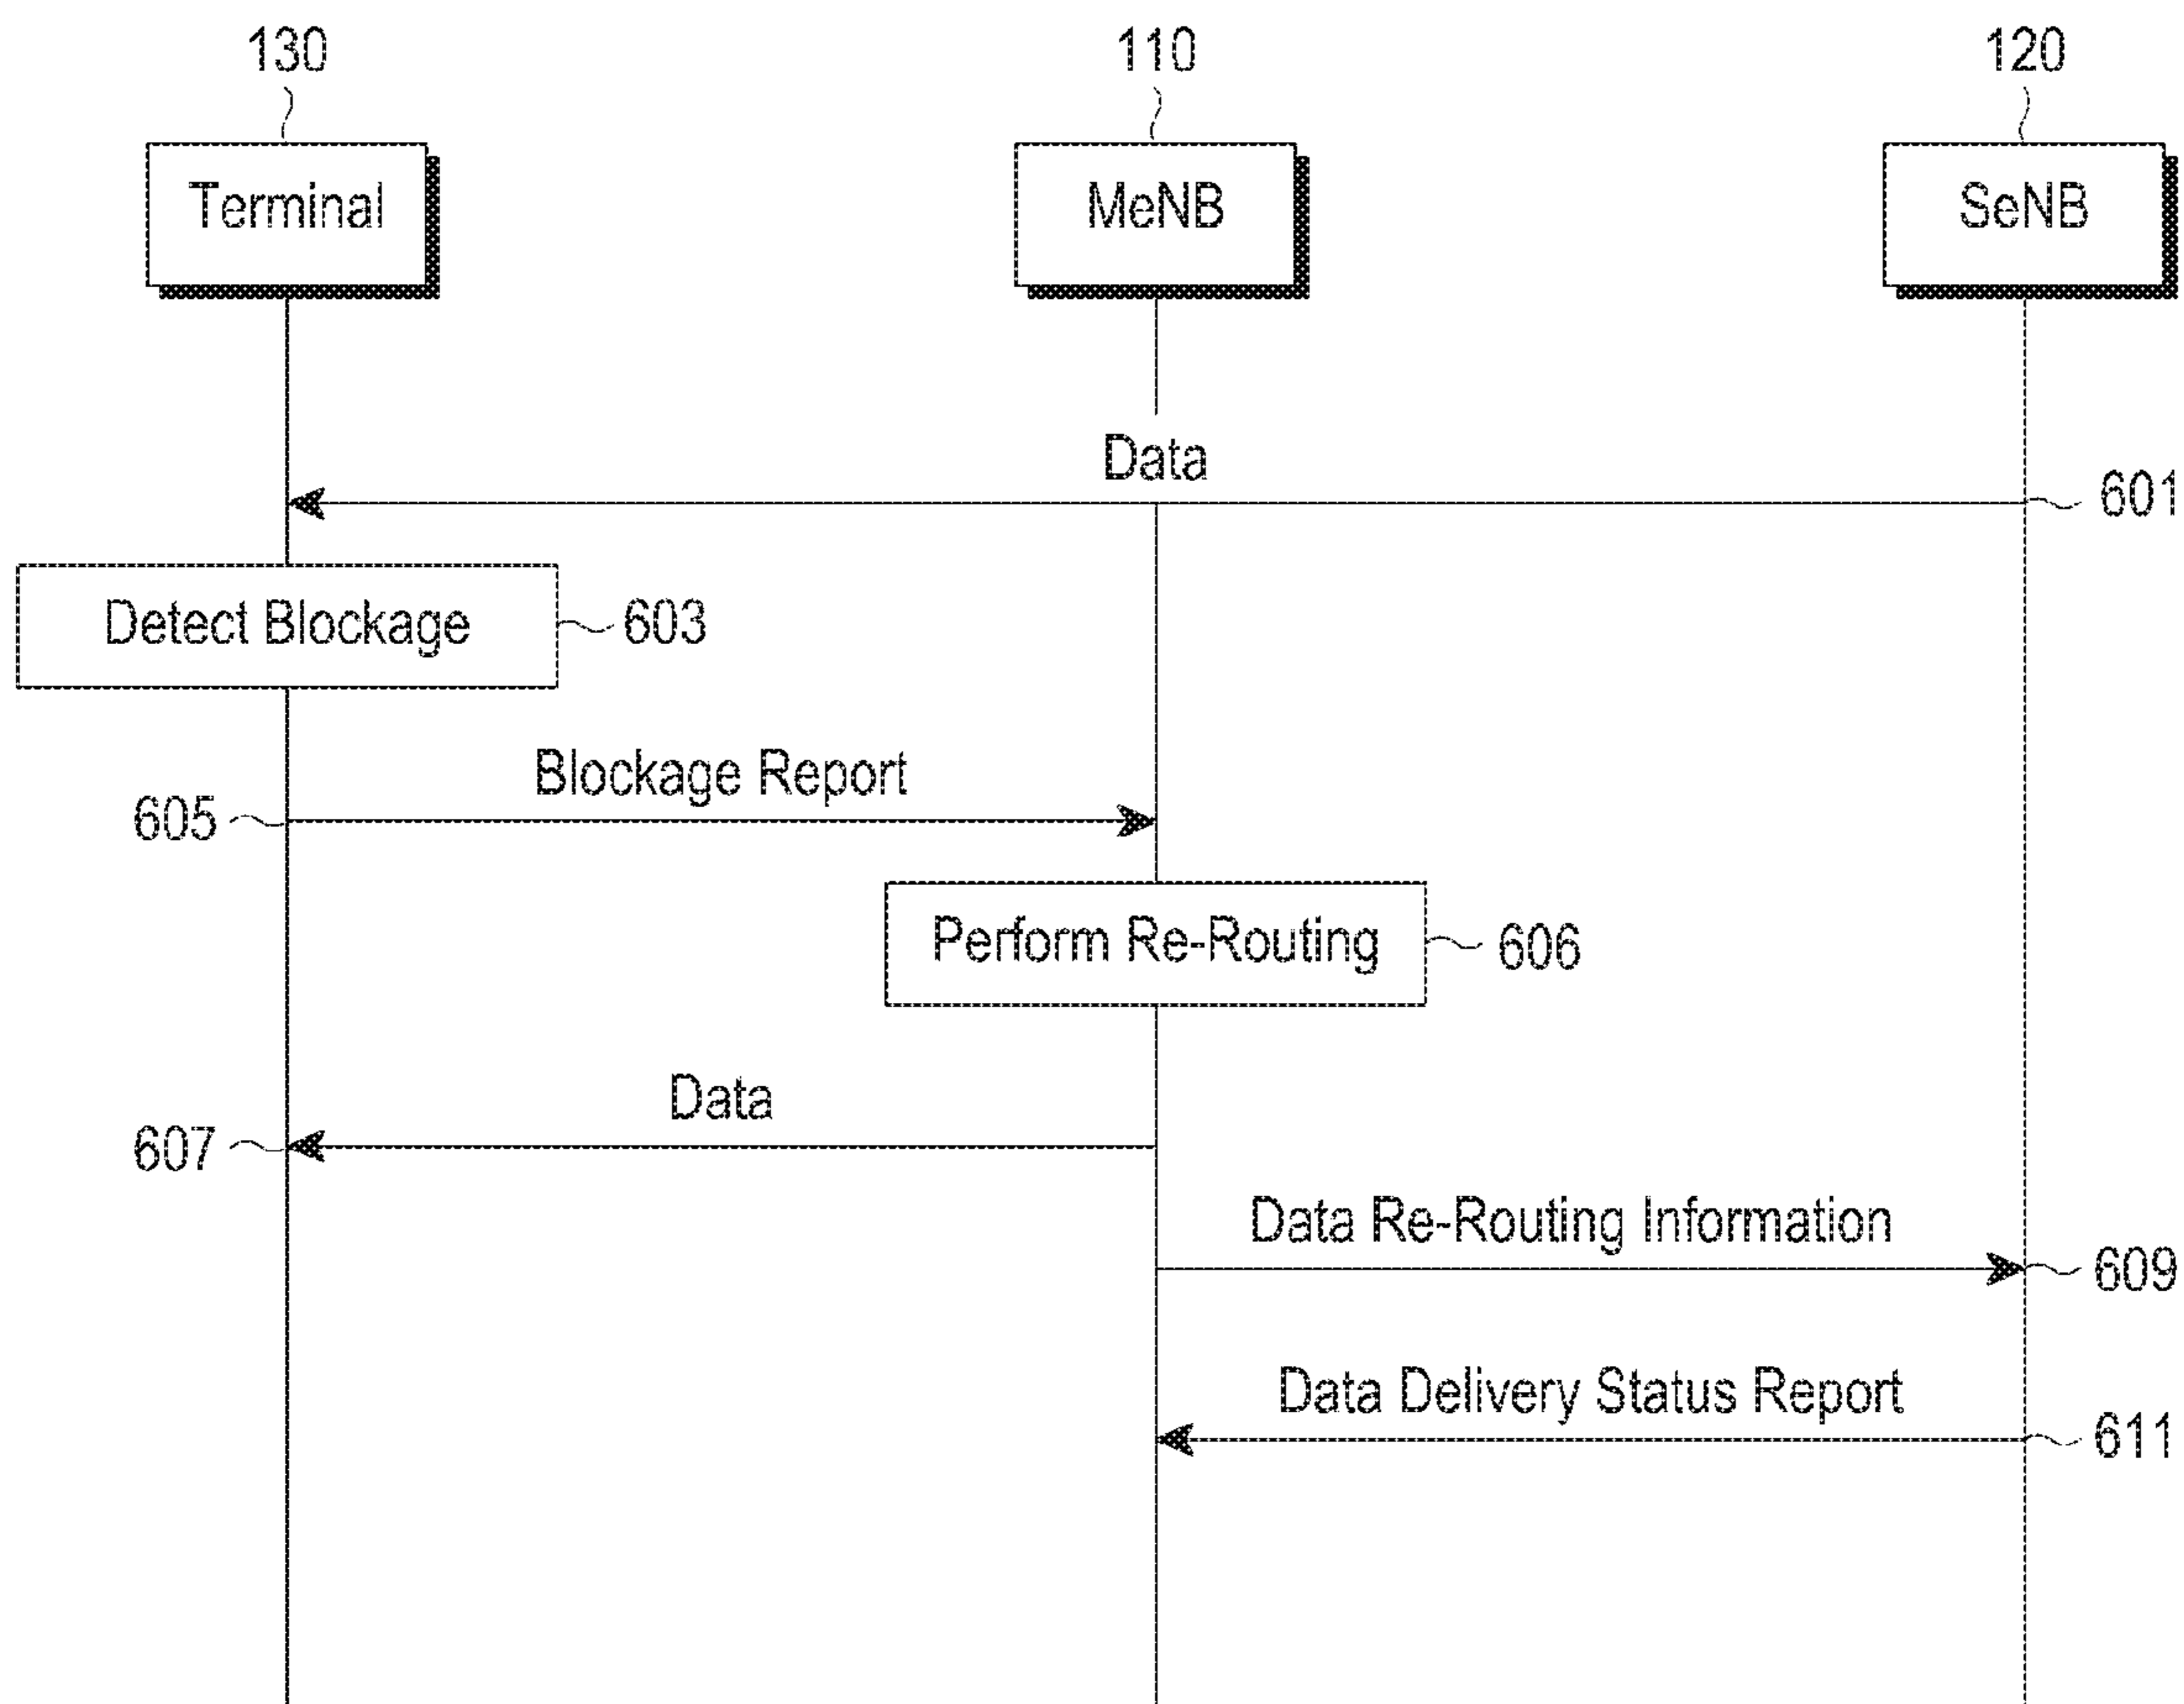 130
110
120
Terminal
MeNB
SeNB
Data
601
Detect Blockage
603
Blockage Report
605
Perform Re-Routing
606
Data
607
Data Re-Routing Information
609
Data Delivery Status Report
611